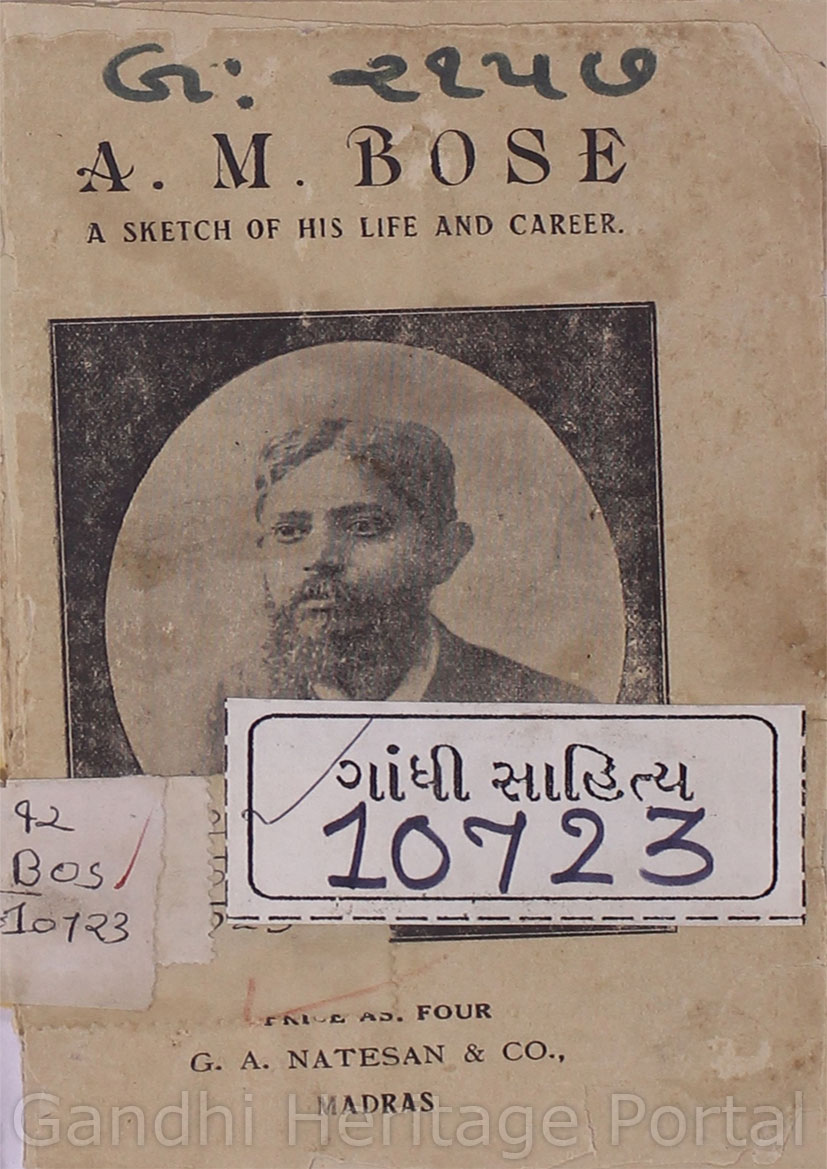 બ: ૨૧૫૭
A. M. BOSE
A SKETCH OF HIS LIFE AND CAREER.
ગાંધી સાહિત્ય
10723
92
BOS
10723
PRICE AS. FOUR
G. A. NATESAN & CO.,
MADRAS
Gandhi Heritage Portal